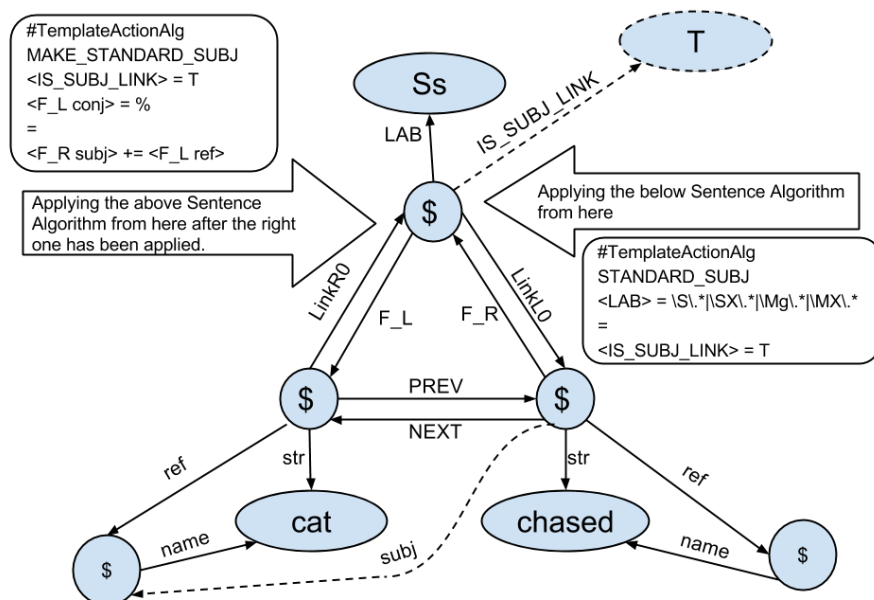 #TemplateActionAlg
MAKE_STANDARD_SUBJ
<IS_SUBJ_LINK> = T
<F_L conj> = %
=
<F_R subj> += <F_L ref>
T
Ss
IS_SUBJ_LINK
LAB
Applying the above Sentence
Algorithm from here after the right
one has been applied.
$
Applying the below Sentence Algorithm
from here
#TemplateActionAlg
STANDARD_SUBJ
<LAB> = \S\.*|\SX\.*|\Mg\.*|\MX\.*
=
<IS_SUBJ_LINK> = T
LinkR0
F_L
F_R
LinkL0
$
PREV
NEXT
$
ref
str
str
ref
cat
chased
$
name
subj
name
$